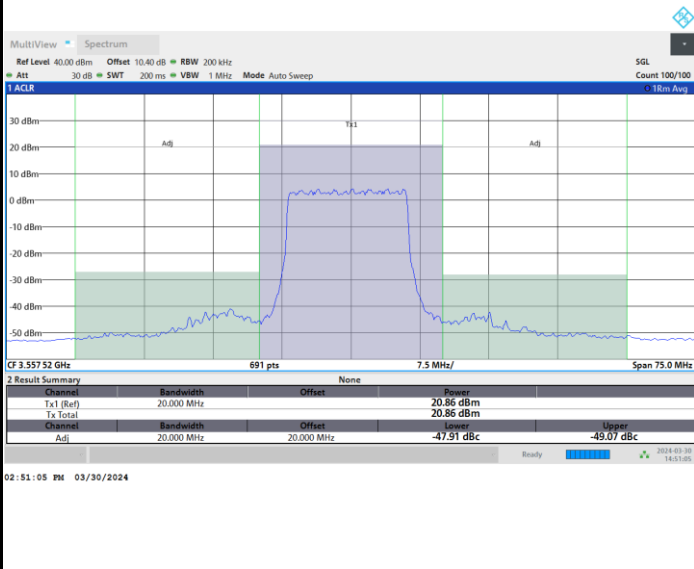 MultiView Spectrum
Ref Level 40.00 dBm Offset 10.40 dB RBW 200 kHz SGL
Att 30 dB SWT 200 ms VBW 1 MHz Mode Auto Sweep Count 100/100
1 ACLR 1Rm Avg
Tx1
30 dBm
Adj Adj
20 dBm
10 dBm
0 dBm
-10 dBm
-20 dBm
-30 dBm
-40 dBm
-50 dBm
CF 3.557 52 GHz 691 pts 7.5 MHz/ Span 75.0 MHz
2 Result Summary None
Channel Bandwidth Offset Power
Tx1 (Ref) 20.000 MHz 20.86 dBm
Tx Total 20.86 dBm
Channel Bandwidth Offset Lower Upper
Adj 20.000 MHz 20.000 MHz -47.91 dBc -49.07 dBc
Ready 2024-03-30
14:51:05
02:51:05 PM 03/30/2024